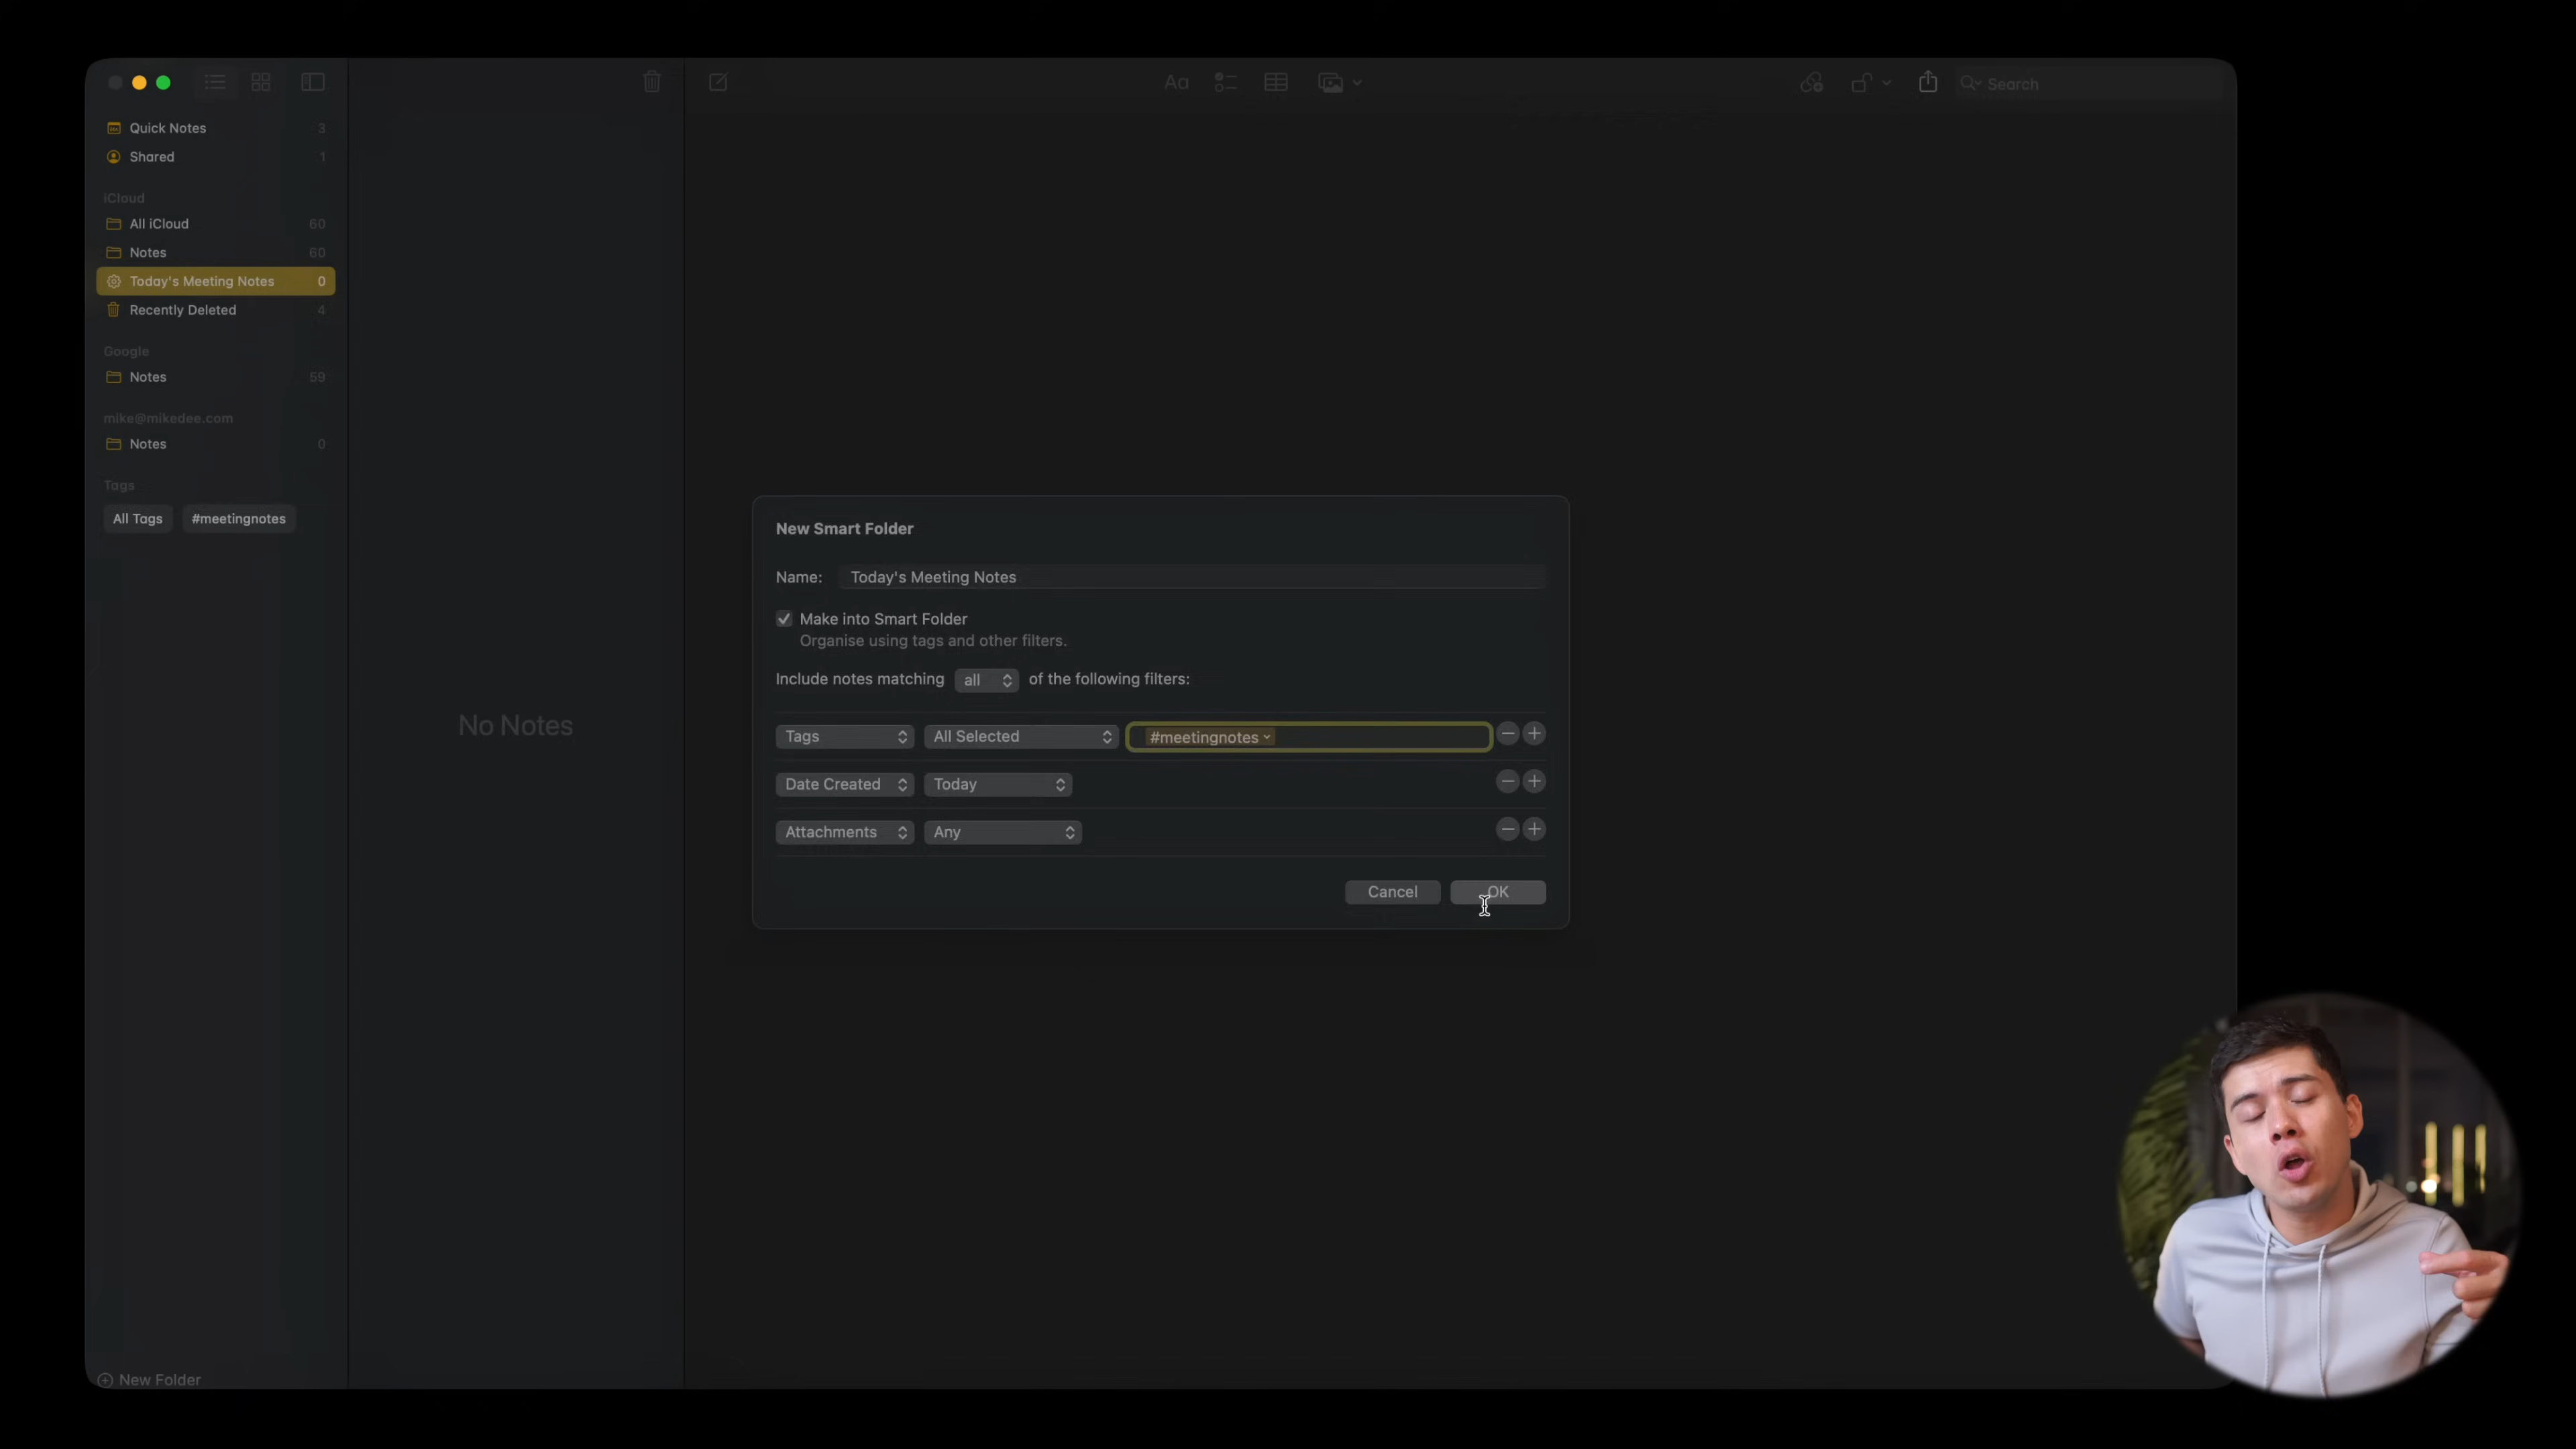 Aa
Search
Quick Notes 3
Shared 1
iCloud
All iCloud 60
Notes 60
Today's Meeting Notes 0
Recently Deleted 4
Google
Notes 59
mike@mikedee.com
Notes 0
Tags
All Tags #meetingnotes
No Notes
New Smart Folder
Name: Today's Meeting Notes
Make into Smart Folder
Organise using tags and other filters.
Include notes matching all of the following filters:
Tags All Selected #meetingnotes
Date Created Today
Attachments Any
Cancel OK
New Folder